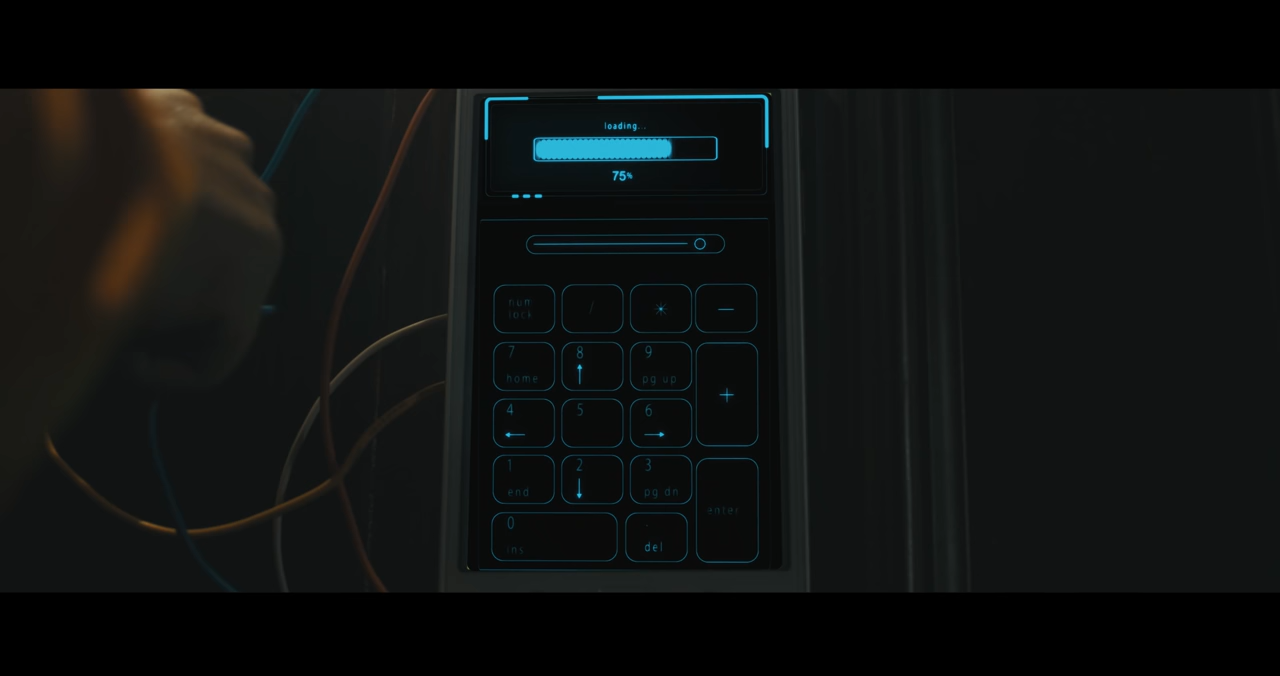 loading...
75%
num lock / * —
7 home 8 ↑ 9 pg up +
4 ← 5 6 →
1 end 2 ↓ 3 pg dn enter
0 ins . del